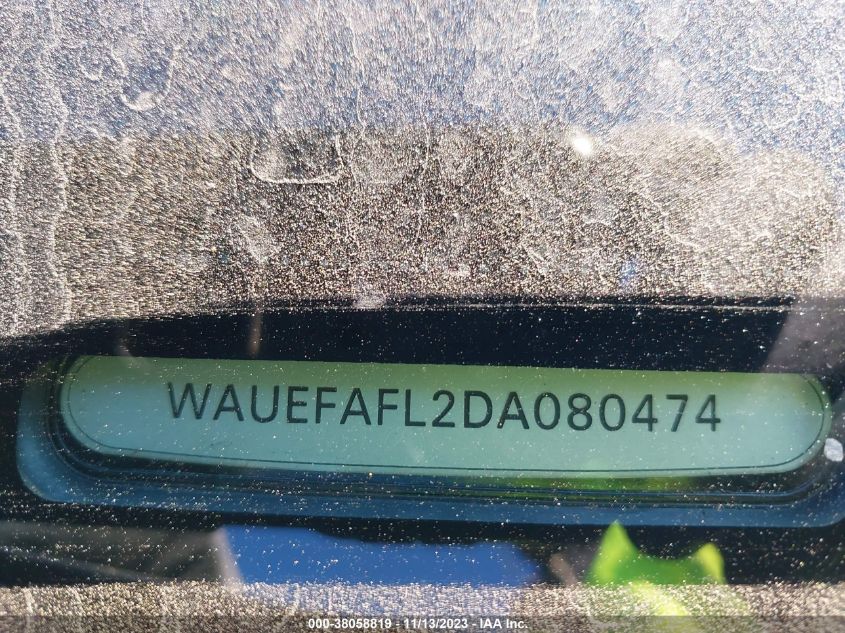 WAUEFAFL2DA080474
000-38058819 - 11/13/2023 - IAA Inc.